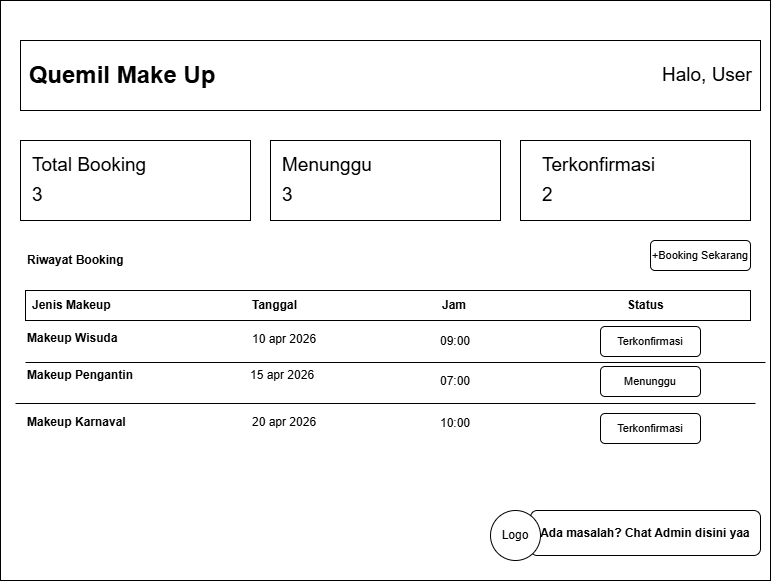 Quemil Make Up
Halo, User
Total Booking
3
Menunggu
3
Terkonfirmasi
2
Riwayat Booking
+Booking Sekarang
Jenis Makeup Tanggal Jam Status
Makeup Wisuda 10 apr 2026 09:00 Terkonfirmasi
Makeup Pengantin 15 apr 2026 07:00 Menunggu
Makeup Karnaval 20 apr 2026 10:00 Terkonfirmasi
Logo
Ada masalah? Chat Admin disini yaa